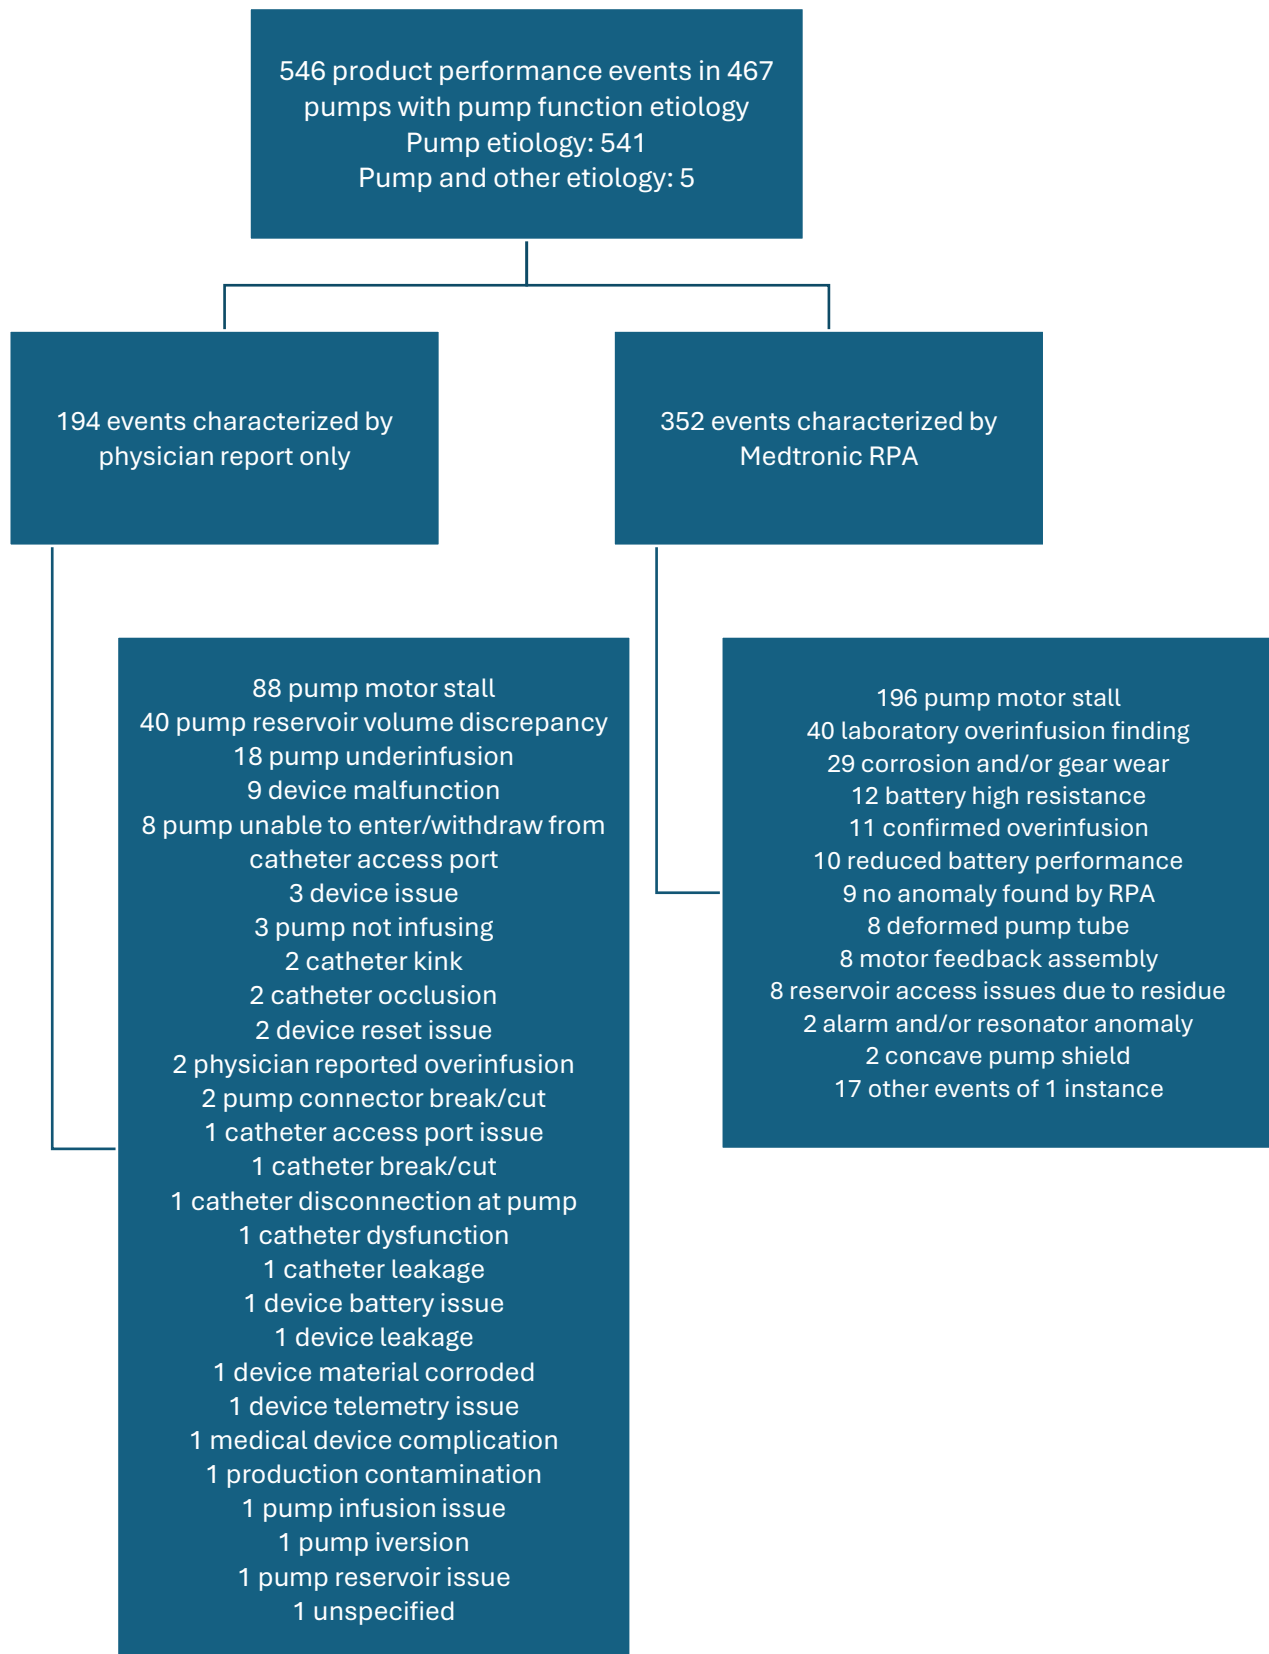 546 product performance events in 467
pumps with pump function etiology
Pump etiology: 541
Pump and other etiology: 5
194 events characterized by
physician report only
352 events characterized by
Medtronic RPA
88 pump motor stall
40 pump reservoir volume discrepancy
18 pump underinfusion
9 device malfunction
8 pump unable to enter/withdraw from
catheter access port
3 device issue
3 pump not infusing
2 catheter kink
2 catheter occlusion
2 device reset issue
2 physician reported overinfusion
2 pump connector break/cut
1 catheter access port issue
1 catheter break/cut
1 catheter disconnection at pump
1 catheter dysfunction
1 catheter leakage
1 device battery issue
1 device leakage
1 device material corroded
1 device telemetry issue
1 medical device complication
1 production contamination
1 pump infusion issue
1 pump iversion
1 pump reservoir issue
1 unspecified
196 pump motor stall
40 laboratory overinfusion finding
29 corrosion and/or gear wear
12 battery high resistance
11 confirmed overinfusion
10 reduced battery performance
9 no anomaly found by RPA
8 deformed pump tube
8 motor feedback assembly
8 reservoir access issues due to residue
2 alarm and/or resonator anomaly
2 concave pump shield
17 other events of 1 instance